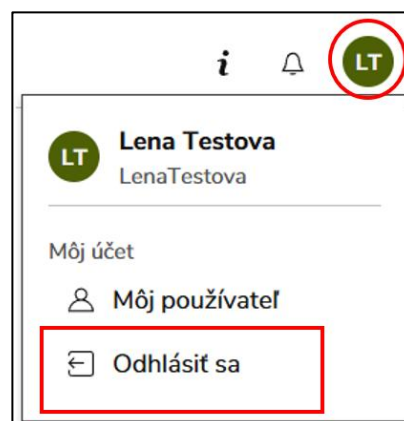 i
LT
LT
Lena Testova
LenaTestova
Môj účet
Môj používateľ
Odhlásiť sa